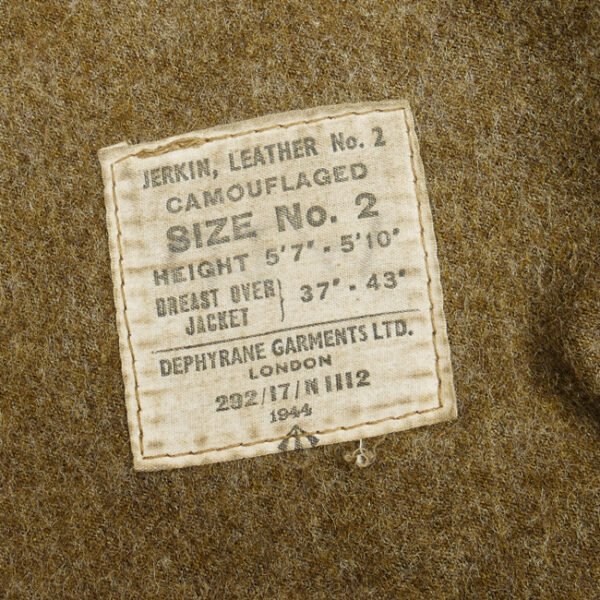 JERKIN, LEATHER No. 2
CAMOUFLAGED
SIZE No. 2
HEIGHT 5'7" - 5'10"
BREAST OVER JACKET } 37" - 43"
DEPHYRANE GARMENTS LTD.
LONDON
292/17/N1112
1944